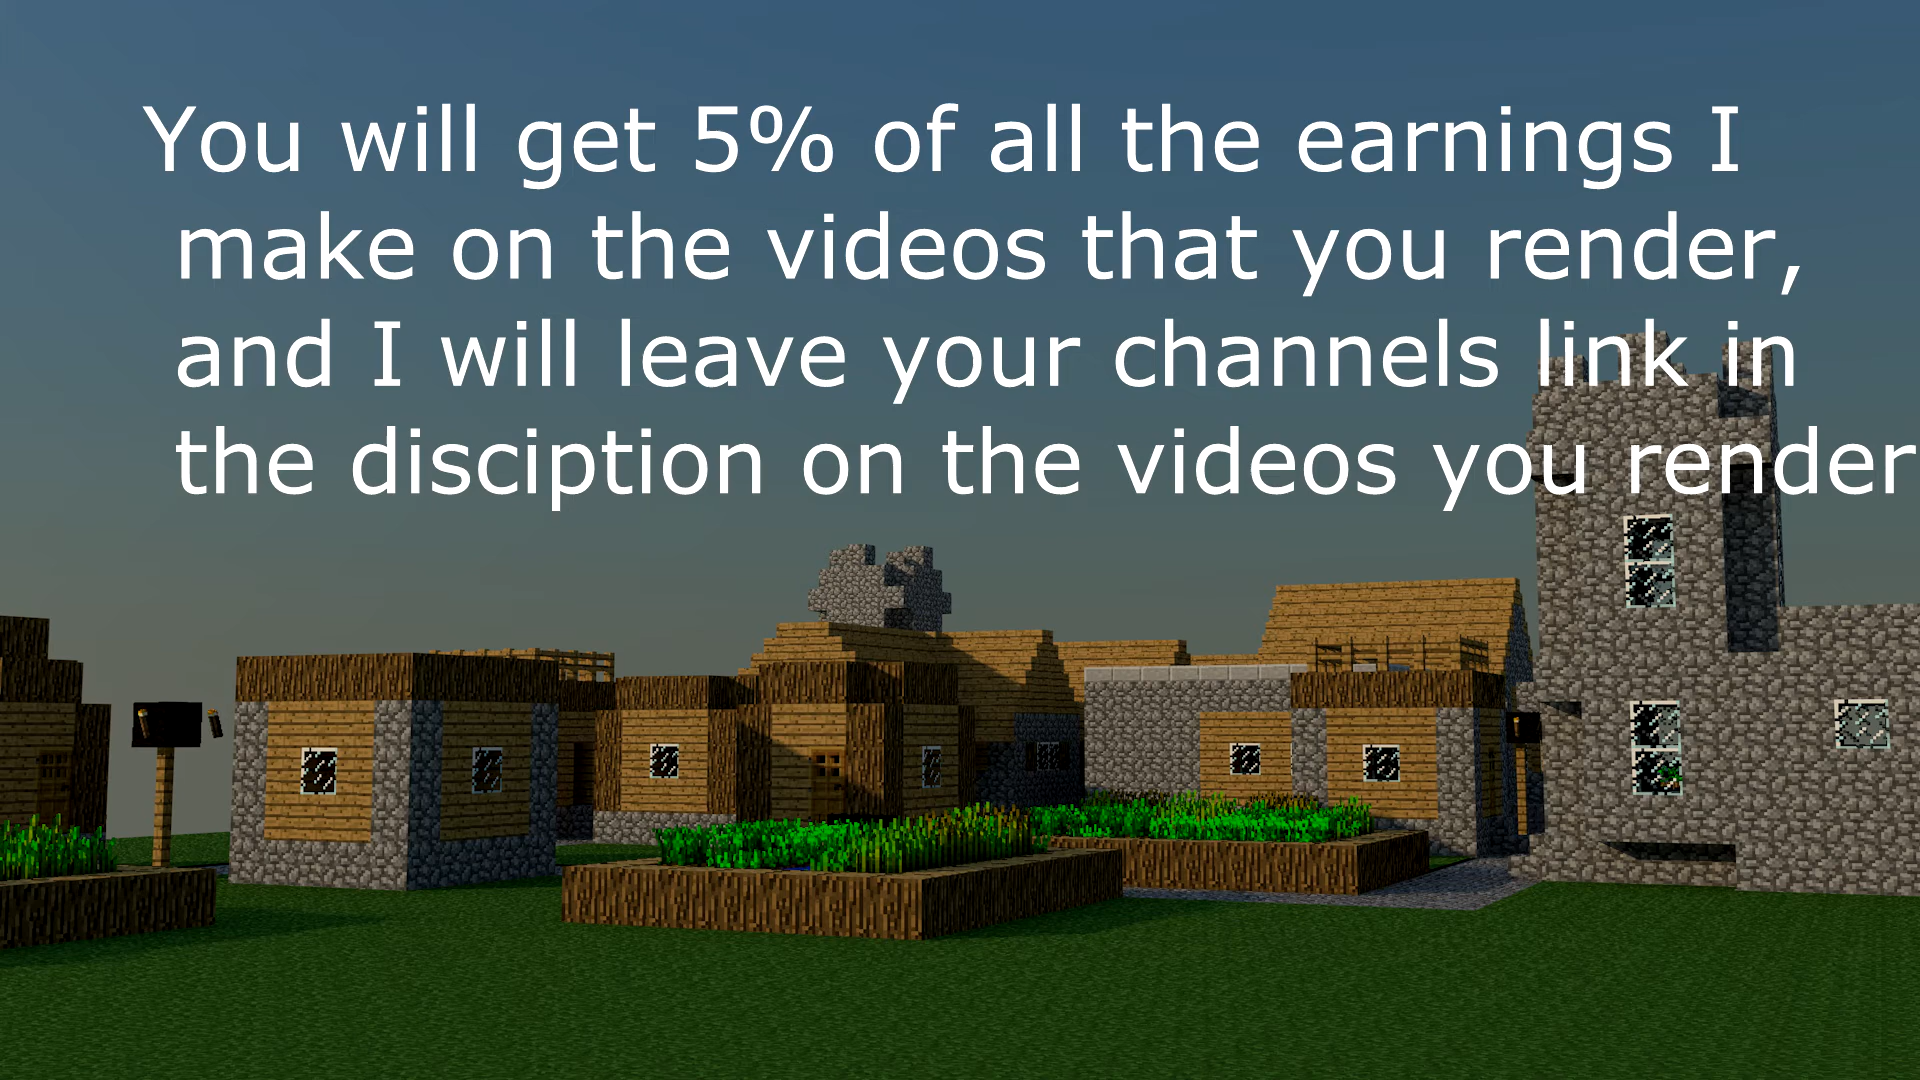 You will get 5% of all the earnings I
make on the videos that you render,
and I will leave your channels link in
the disciption on the videos you render